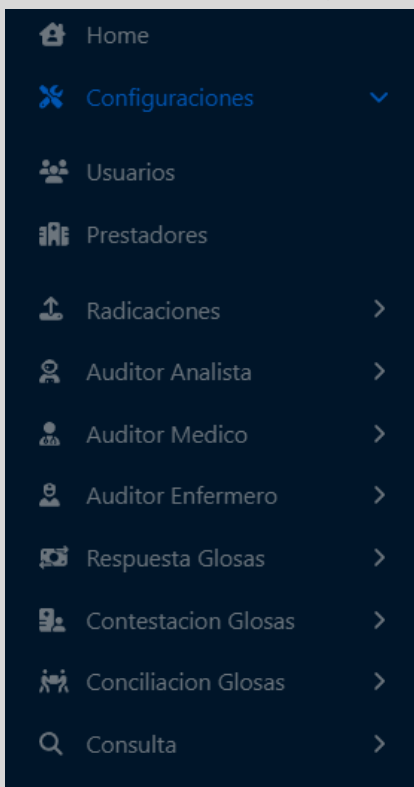 Home
Configuraciones
Usuarios
Prestadores
Radicaciones
Auditor Analista
Auditor Medico
Auditor Enfermero
Respuesta Glosas
Contestacion Glosas
Conciliacion Glosas
Consulta